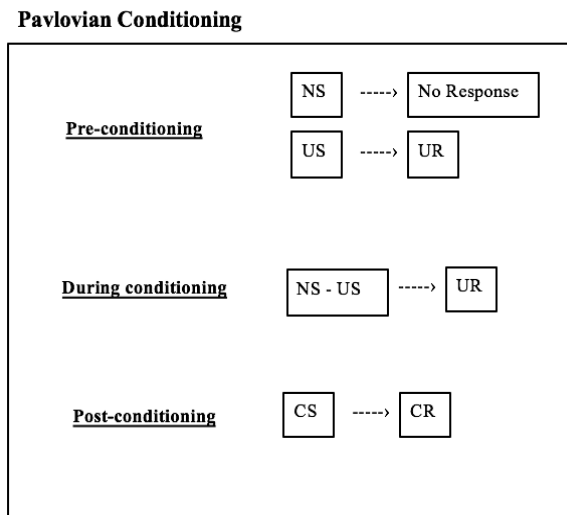 Pavlovian Conditioning
NS -----› No Response
Pre-conditioning
US -----› UR
During conditioning NS - US -----› UR
Post-conditioning CS -----› CR